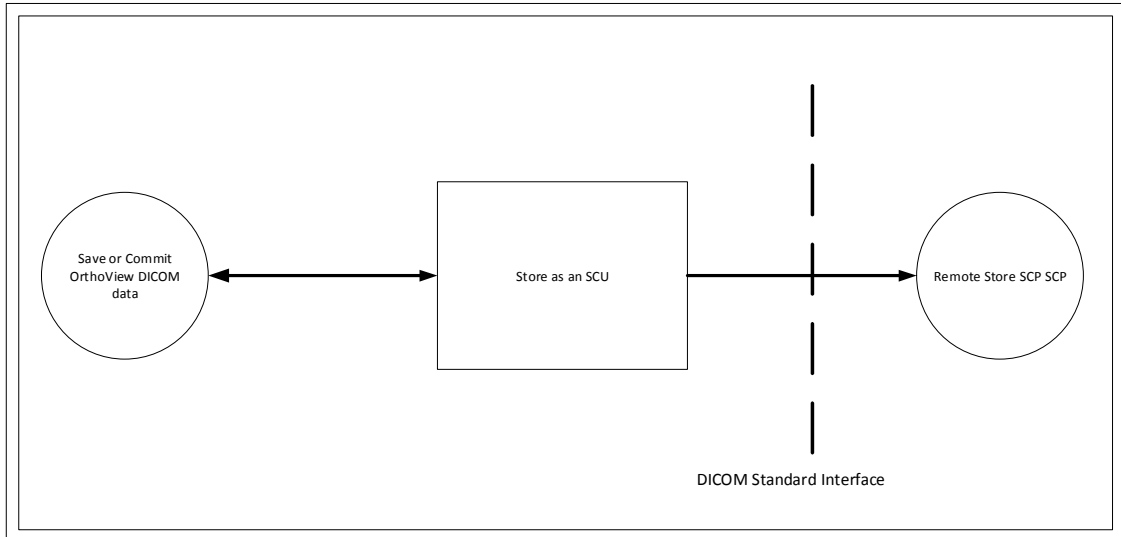 Save or Commit
OrthoView DICOM
data
Store as an SCU
Remote Store SCP SCP
DICOM Standard Interface